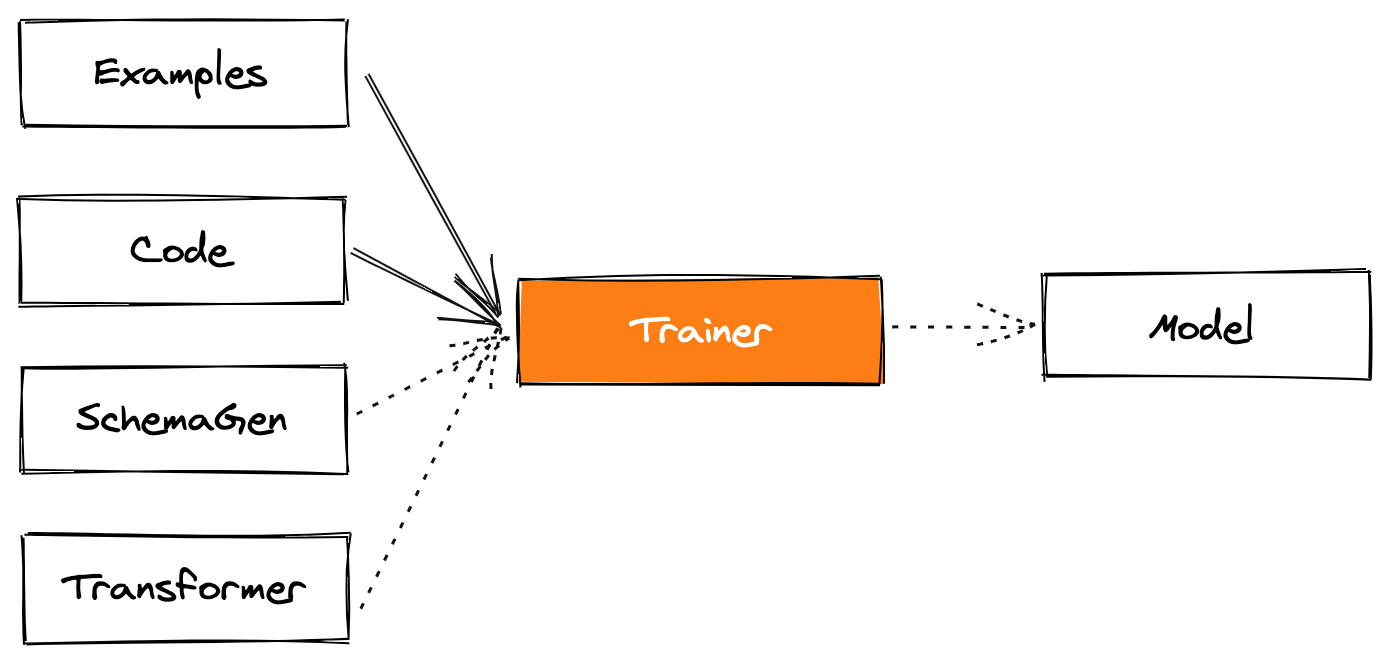 Examples
Code
SchemaGen
Transformer
Trainer
Model